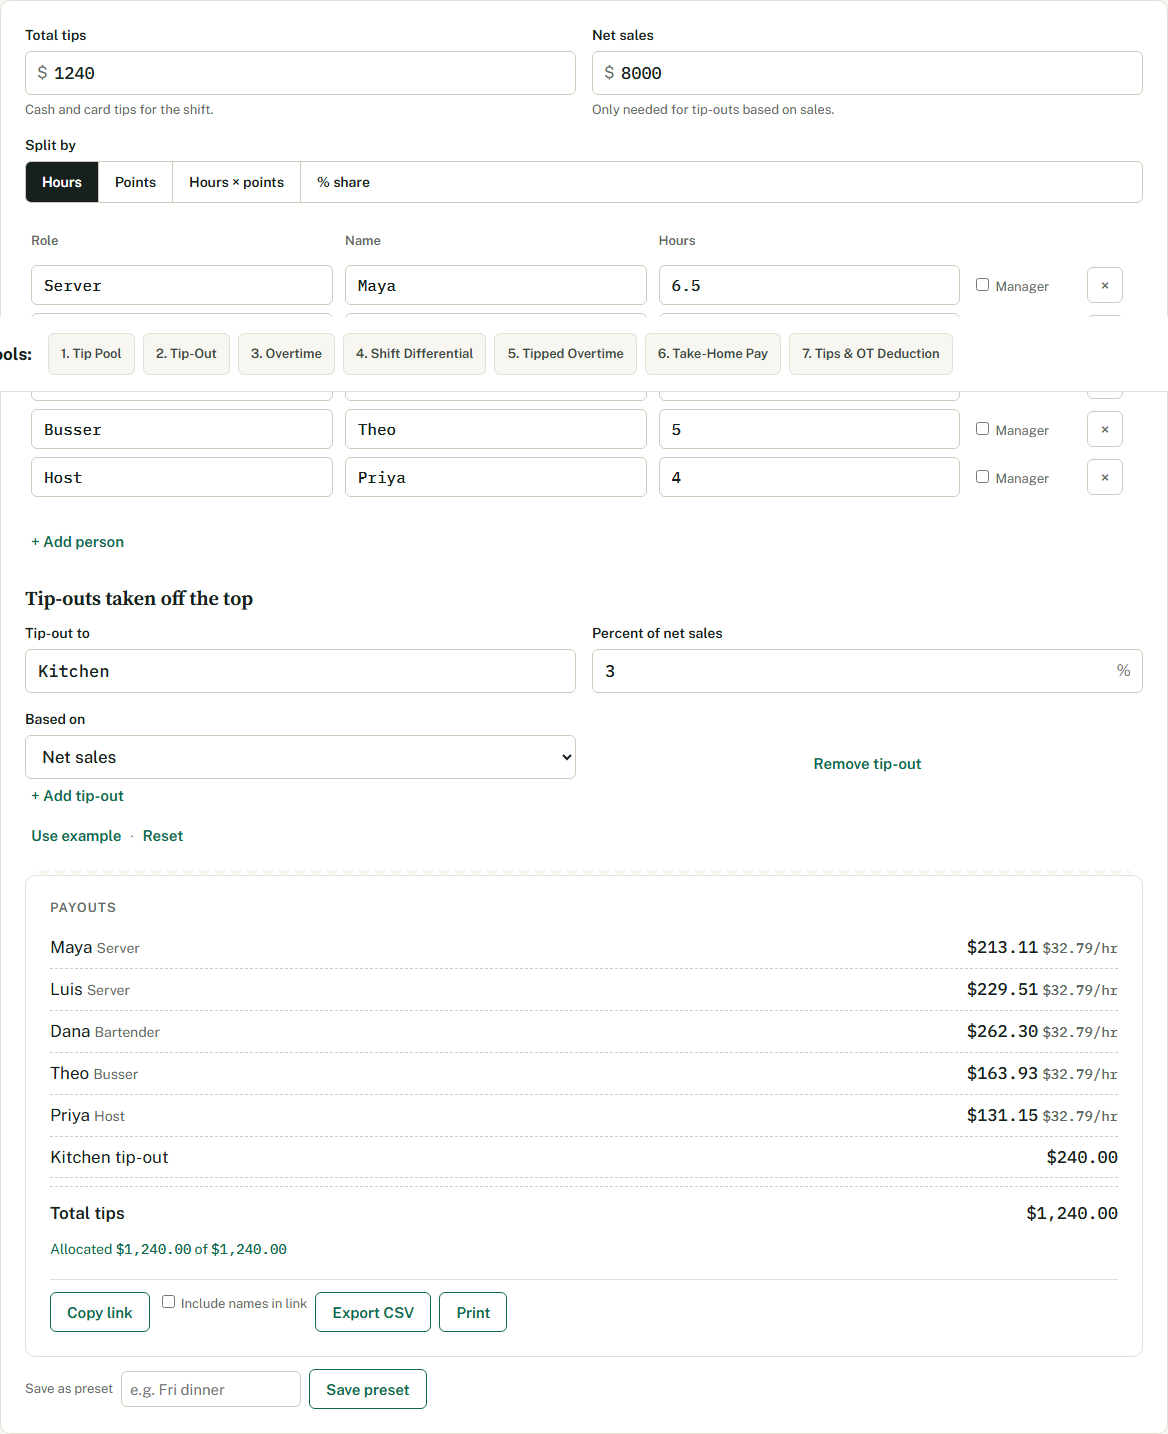 Total tips Net sales
$ 1240 $ 8000
Cash and card tips for the shift. Only needed for tip-outs based on sales.
Split by
Hours Points Hours × points % share
Role Name Hours
Server Maya 6.5 Manager ×
ools: 1. Tip Pool 2. Tip-Out 3. Overtime 4. Shift Differential 5. Tipped Overtime 6. Take-Home Pay 7. Tips & OT Deduction
Busser Theo 5 Manager ×
Host Priya 4 Manager ×
+ Add person
Tip-outs taken off the top
Tip-out to Percent of net sales
Kitchen 3 %
Based on
Net sales Remove tip-out
+ Add tip-out
Use example · Reset
PAYOUTS
Maya Server $213.11 $32.79/hr
Luis Server $229.51 $32.79/hr
Dana Bartender $262.30 $32.79/hr
Theo Busser $163.93 $32.79/hr
Priya Host $131.15 $32.79/hr
Kitchen tip-out $240.00
Total tips $1,240.00
Allocated $1,240.00 of $1,240.00
Copy link Include names in link Export CSV Print
Save as preset e.g. Fri dinner Save preset